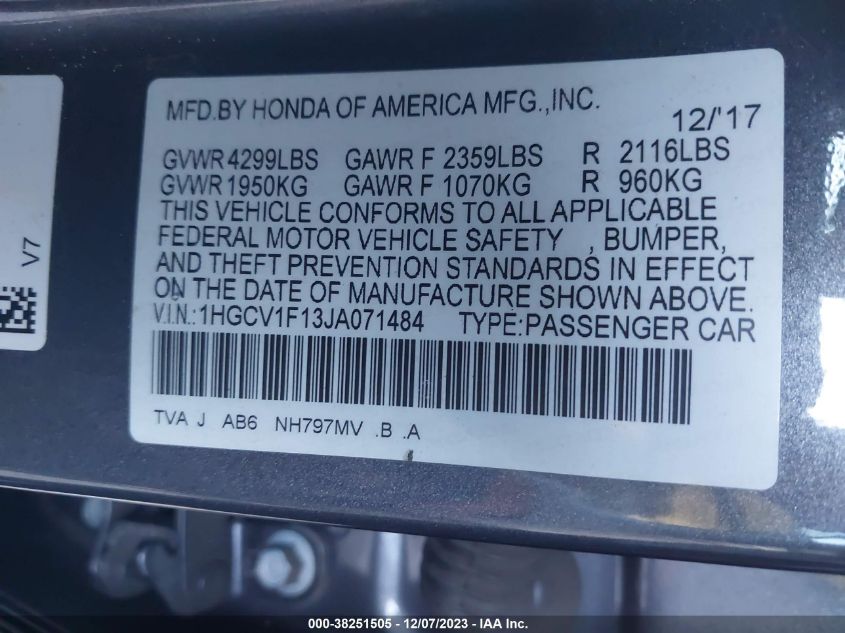 MFD.BY HONDA OF AMERICA MFG.,INC.
12/'17
GVWR 4299LBS GAWR F 2359LBS R 2116LBS
GVWR 1950KG GAWR F 1070KG R 960KG
THIS VEHICLE CONFORMS TO ALL APPLICABLE
FEDERAL MOTOR VEHICLE SAFETY , BUMPER,
AND THEFT PREVENTION STANDARDS IN EFFECT
ON THE DATE OF MANUFACTURE SHOWN ABOVE.
V.I.N.:1HGCV1F13JA071484 TYPE:PASSENGER CAR
TVA J AB6 NH797MV .B .A
V7
000-38251505 - 12/07/2023 - IAA Inc.